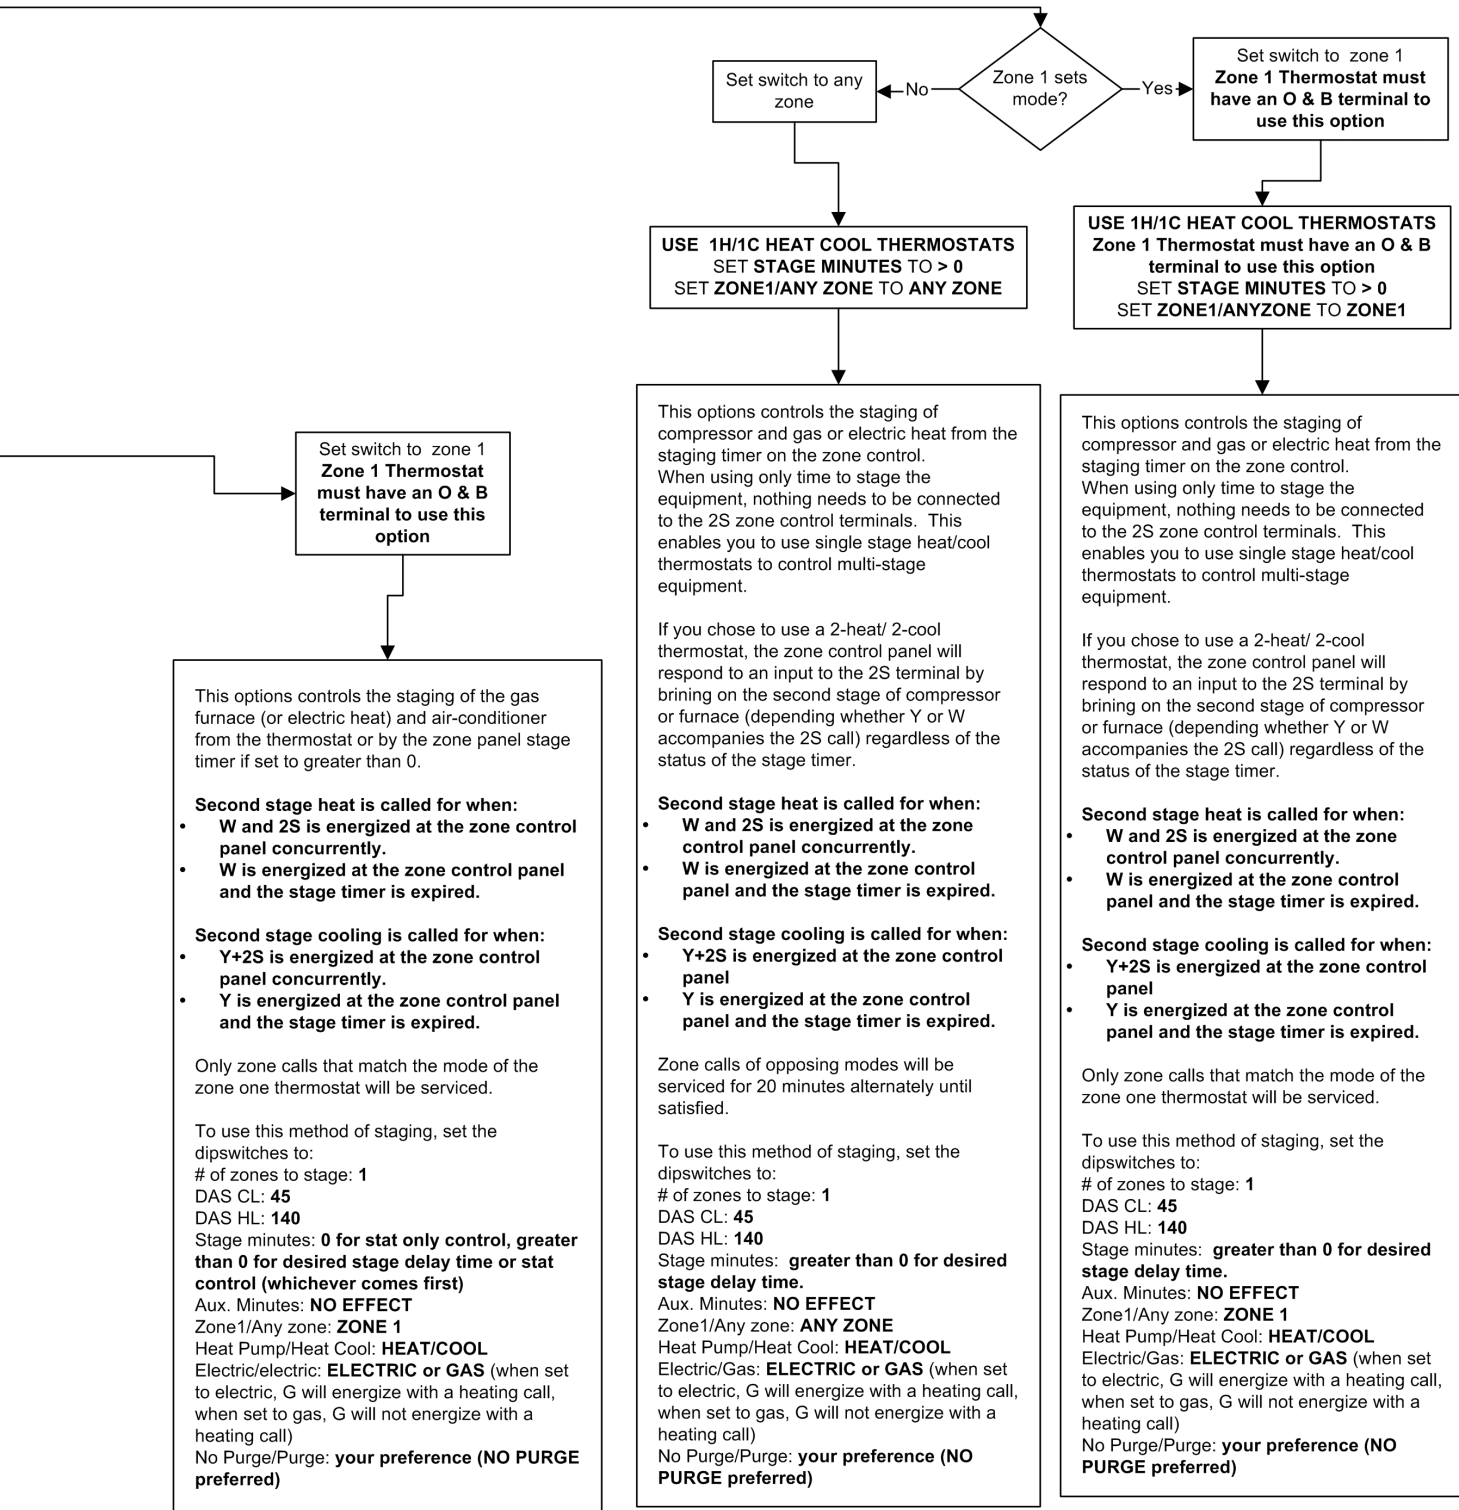 Zone 1 sets
mode?
No
Yes
Set switch to any
zone
Set switch to  zone 1
Zone 1 Thermostat must
have an O & B terminal to
use this option
USE  1H/1C HEAT COOL THERMOSTATS
SET STAGE MINUTES TO > 0
SET ZONE1/ANY ZONE TO ANY ZONE
USE 1H/1C HEAT COOL THERMOSTATS
Zone 1 Thermostat must have an O & B
terminal to use this option
SET STAGE MINUTES TO > 0
SET ZONE1/ANYZONE TO ZONE1
Set switch to  zone 1
Zone 1 Thermostat
must have an O & B
terminal to use this
option
This options controls the staging of the gas
furnace (or electric heat) and air-conditioner
from the thermostat or by the zone panel stage
timer if set to greater than 0.
Second stage heat is called for when:
• W and 2S is energized at the zone control
panel concurrently.
• W is energized at the zone control panel
and the stage timer is expired.
Second stage cooling is called for when:
• Y+2S is energized at the zone control
panel concurrently.
• Y is energized at the zone control panel
and the stage timer is expired.
Only zone calls that match the mode of the
zone one thermostat will be serviced.
To use this method of staging, set the
dipswitches to:
# of zones to stage: 1
DAS CL: 45
DAS HL: 140
Stage minutes: 0 for stat only control, greater
than 0 for desired stage delay time or stat
control (whichever comes first)
Aux. Minutes: NO EFFECT
Zone1/Any zone: ZONE 1
Heat Pump/Heat Cool: HEAT/COOL
Electric/electric: ELECTRIC or GAS (when set
to electric, G will energize with a heating call,
when set to gas, G will not energize with a
heating call)
No Purge/Purge: your preference (NO PURGE
preferred)
This options controls the staging of
compressor and gas or electric heat from the
staging timer on the zone control.
When using only time to stage the
equipment, nothing needs to be connected
to the 2S zone control terminals.  This
enables you to use single stage heat/cool
thermostats to control multi-stage
equipment.
If you chose to use a 2-heat/ 2-cool
thermostat, the zone control panel will
respond to an input to the 2S terminal by
brining on the second stage of compressor
or furnace (depending whether Y or W
accompanies the 2S call) regardless of the
status of the stage timer.
Second stage heat is called for when:
• W and 2S is energized at the zone
control panel concurrently.
• W is energized at the zone control
panel and the stage timer is expired.
Second stage cooling is called for when:
• Y+2S is energized at the zone control
panel
• Y is energized at the zone control
panel and the stage timer is expired.
Zone calls of opposing modes will be
serviced for 20 minutes alternately until
satisfied.
To use this method of staging, set the
dipswitches to:
# of zones to stage: 1
DAS CL: 45
DAS HL: 140
Stage minutes:  greater than 0 for desired
stage delay time.
Aux. Minutes: NO EFFECT
Zone1/Any zone: ANY ZONE
Heat Pump/Heat Cool: HEAT/COOL
Electric/Gas: ELECTRIC or GAS (when set
to electric, G will energize with a heating call,
when set to gas, G will not energize with a
heating call)
No Purge/Purge: your preference (NO
PURGE preferred)
This options controls the staging of
compressor and gas or electric heat from the
staging timer on the zone control.
When using only time to stage the
equipment, nothing needs to be connected
to the 2S zone control terminals.  This
enables you to use single stage heat/cool
thermostats to control multi-stage
equipment.
If you chose to use a 2-heat/ 2-cool
thermostat, the zone control panel will
respond to an input to the 2S terminal by
brining on the second stage of compressor
or furnace (depending whether Y or W
accompanies the 2S call) regardless of the
status of the stage timer.
Second stage heat is called for when:
• W and 2S is energized at the zone
control panel concurrently.
• W is energized at the zone control
panel and the stage timer is expired.
Second stage cooling is called for when:
• Y+2S is energized at the zone control
panel
• Y is energized at the zone control
panel and the stage timer is expired.
Only zone calls that match the mode of the
zone one thermostat will be serviced.
To use this method of staging, set the
dipswitches to:
# of zones to stage: 1
DAS CL: 45
DAS HL: 140
Stage minutes:  greater than 0 for desired
stage delay time.
Aux. Minutes: NO EFFECT
Zone1/Any zone: ZONE 1
Heat Pump/Heat Cool: HEAT/COOL
Electric/Gas: ELECTRIC or GAS (when set
to electric, G will energize with a heating call,
when set to gas, G will not energize with a
heating call)
No Purge/Purge: your preference (NO
PURGE preferred)